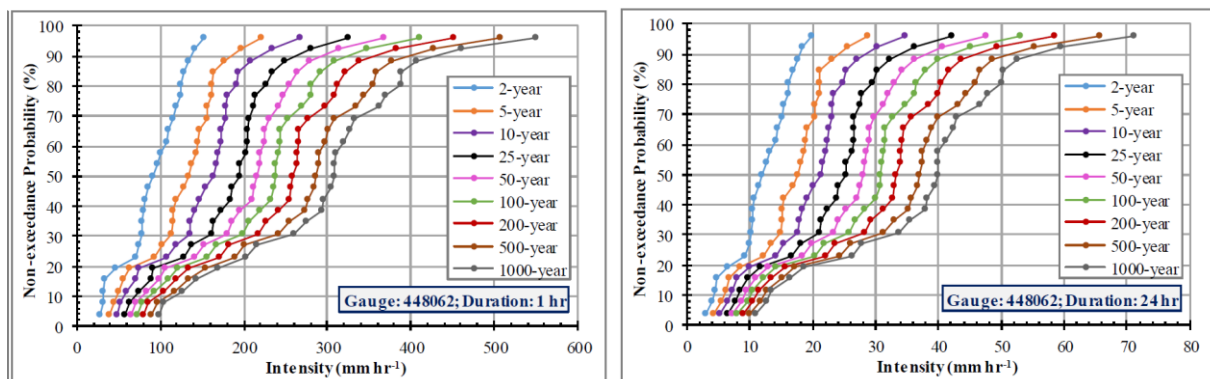 Non-exceedance Probability (%)
100
90
80
70
60
50
40
30
20
10
0
2-year
5-year
10-year
25-year
50-year
100-year
200-year
500-year
1000-year
Gauge: 448062; Duration: 1 hr
0 100 200 300 400 500 600
Intensity (mm hr⁻¹)
Non-exceedance Probability (%)
100
90
80
70
60
50
40
30
20
10
0
2-year
5-year
10-year
25-year
50-year
100-year
200-year
500-year
1000-year
Gauge: 448062; Duration: 24 hr
0 10 20 30 40 50 60 70 80
Intensity (mm hr⁻¹)